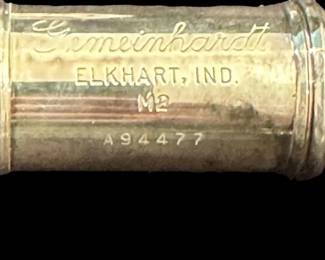 Gemeinhardt
ELKHART, IND.
M2
A94477